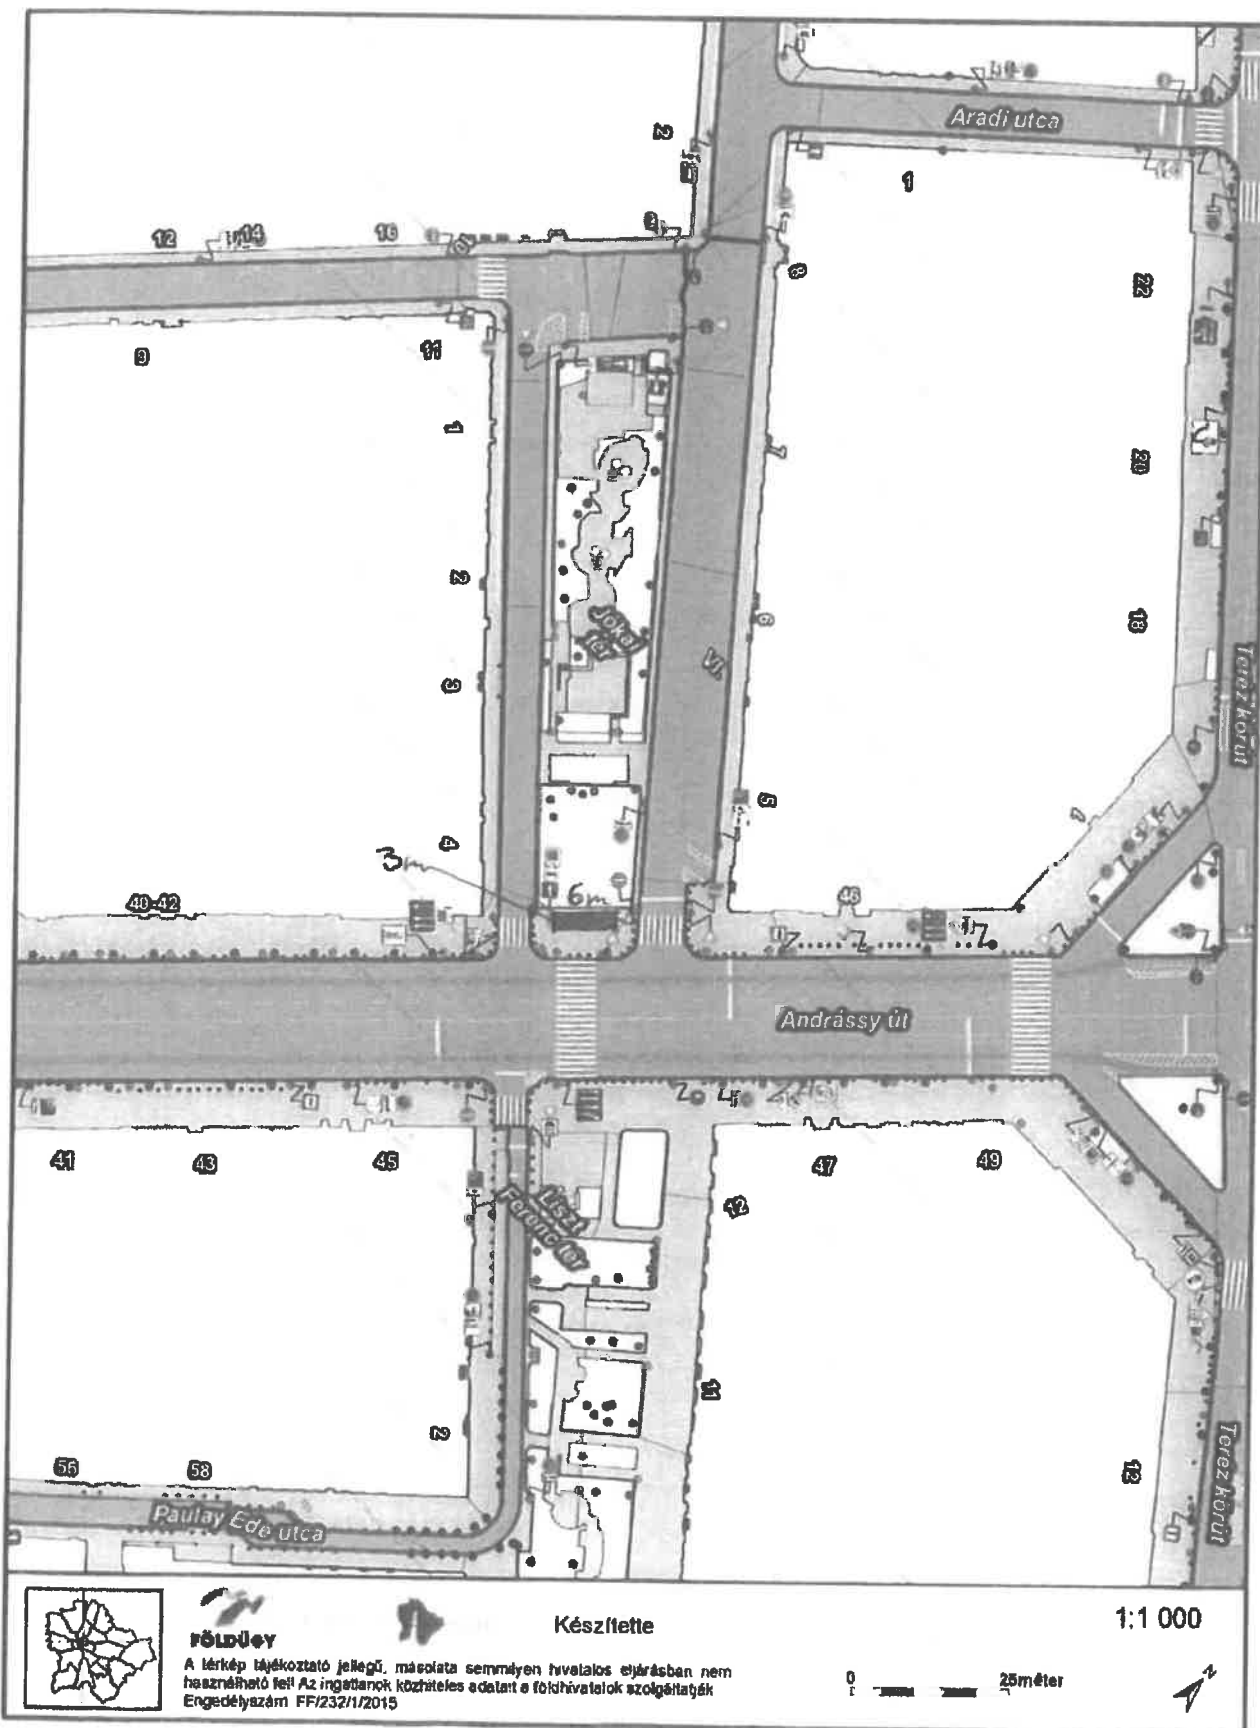 Aradi utca
2
1
12
14
16
8
22
9
11
1
7
20
2
Jókai
tér
6
18
VI.
3
Teréz körút
5
4
3m
40-42
6m
46
Andrássy út
41
43
45
47
49
Liszt
Ferenc tér
12
11
2
12
56
58
Paulay Ede utca
Teréz körút
FÖLDÜGY
Készítette
1:1 000
A térkép tájékoztató jellegű, másolata semmilyen hivatalos eljárásban nem
használható fel! Az ingatlanok közhiteles adatait a földhivatalok szolgáltatják
Engedélyszám FF/232/1/2015
0
25méter